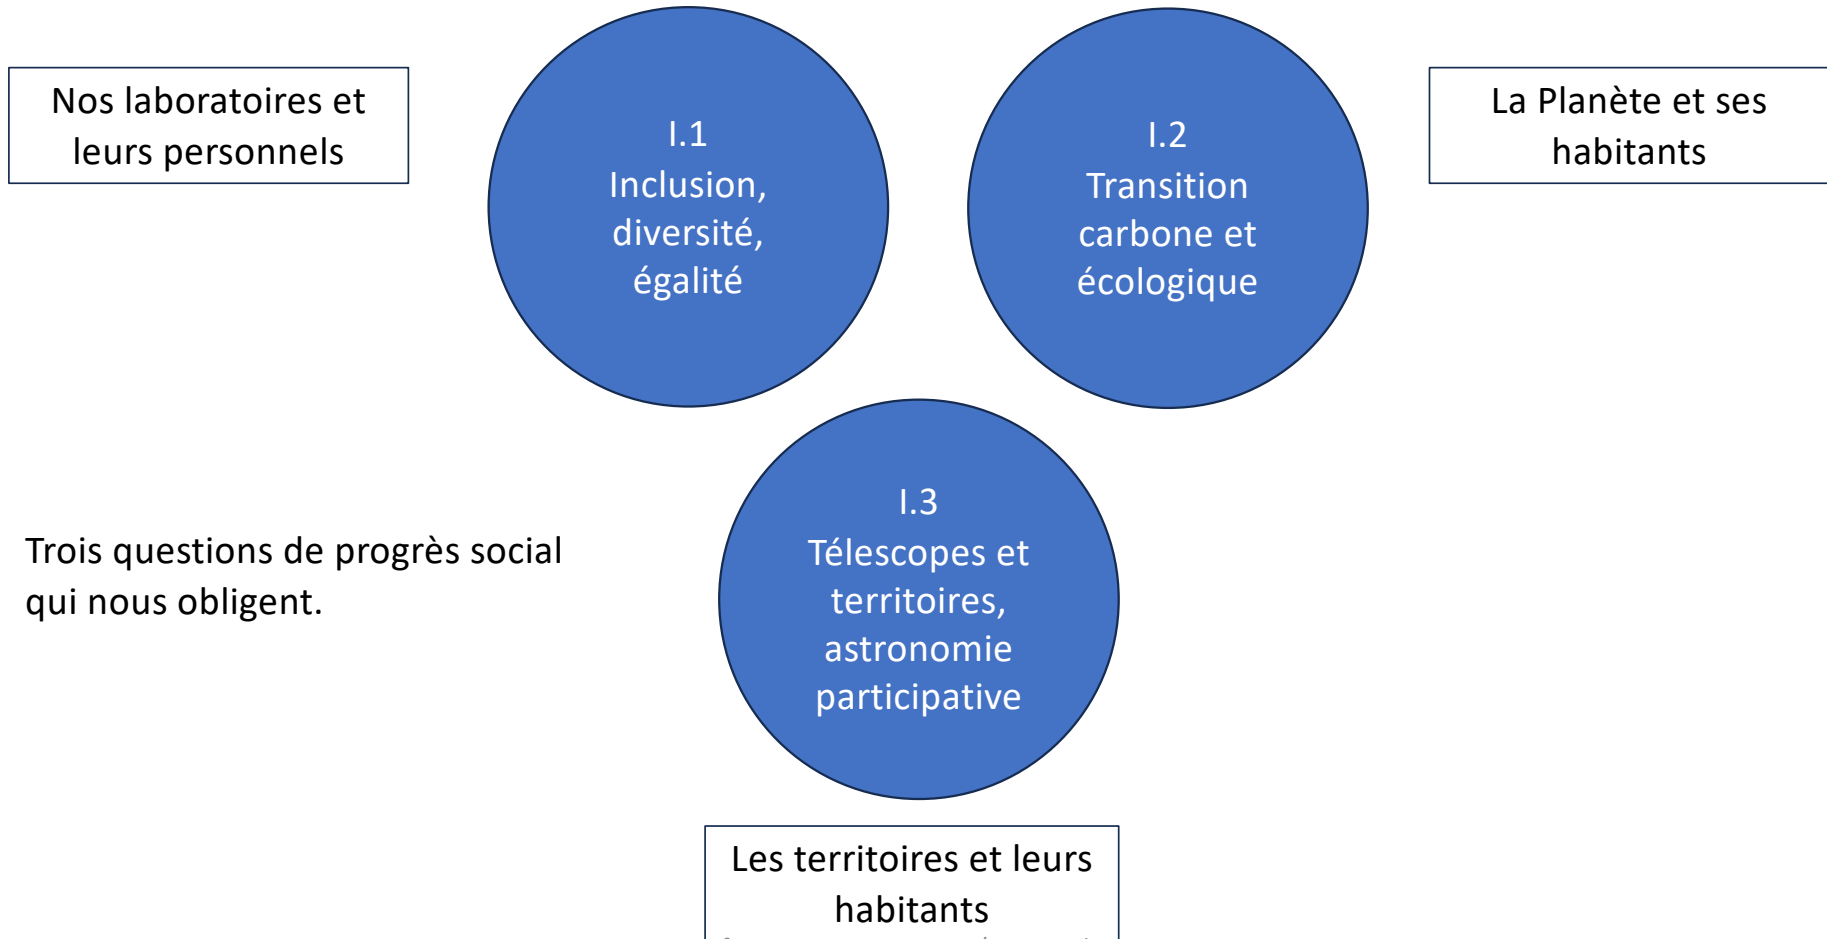 Nos laboratoires et
leurs personnels
I.1
Inclusion,
diversité,
égalité
I.2
Transition
carbone et
écologique
La Planète et ses
habitants
I.3
Télescopes et
territoires,
astronomie
participative
Trois questions de progrès social
qui nous obligent.
Les territoires et leurs
habitants